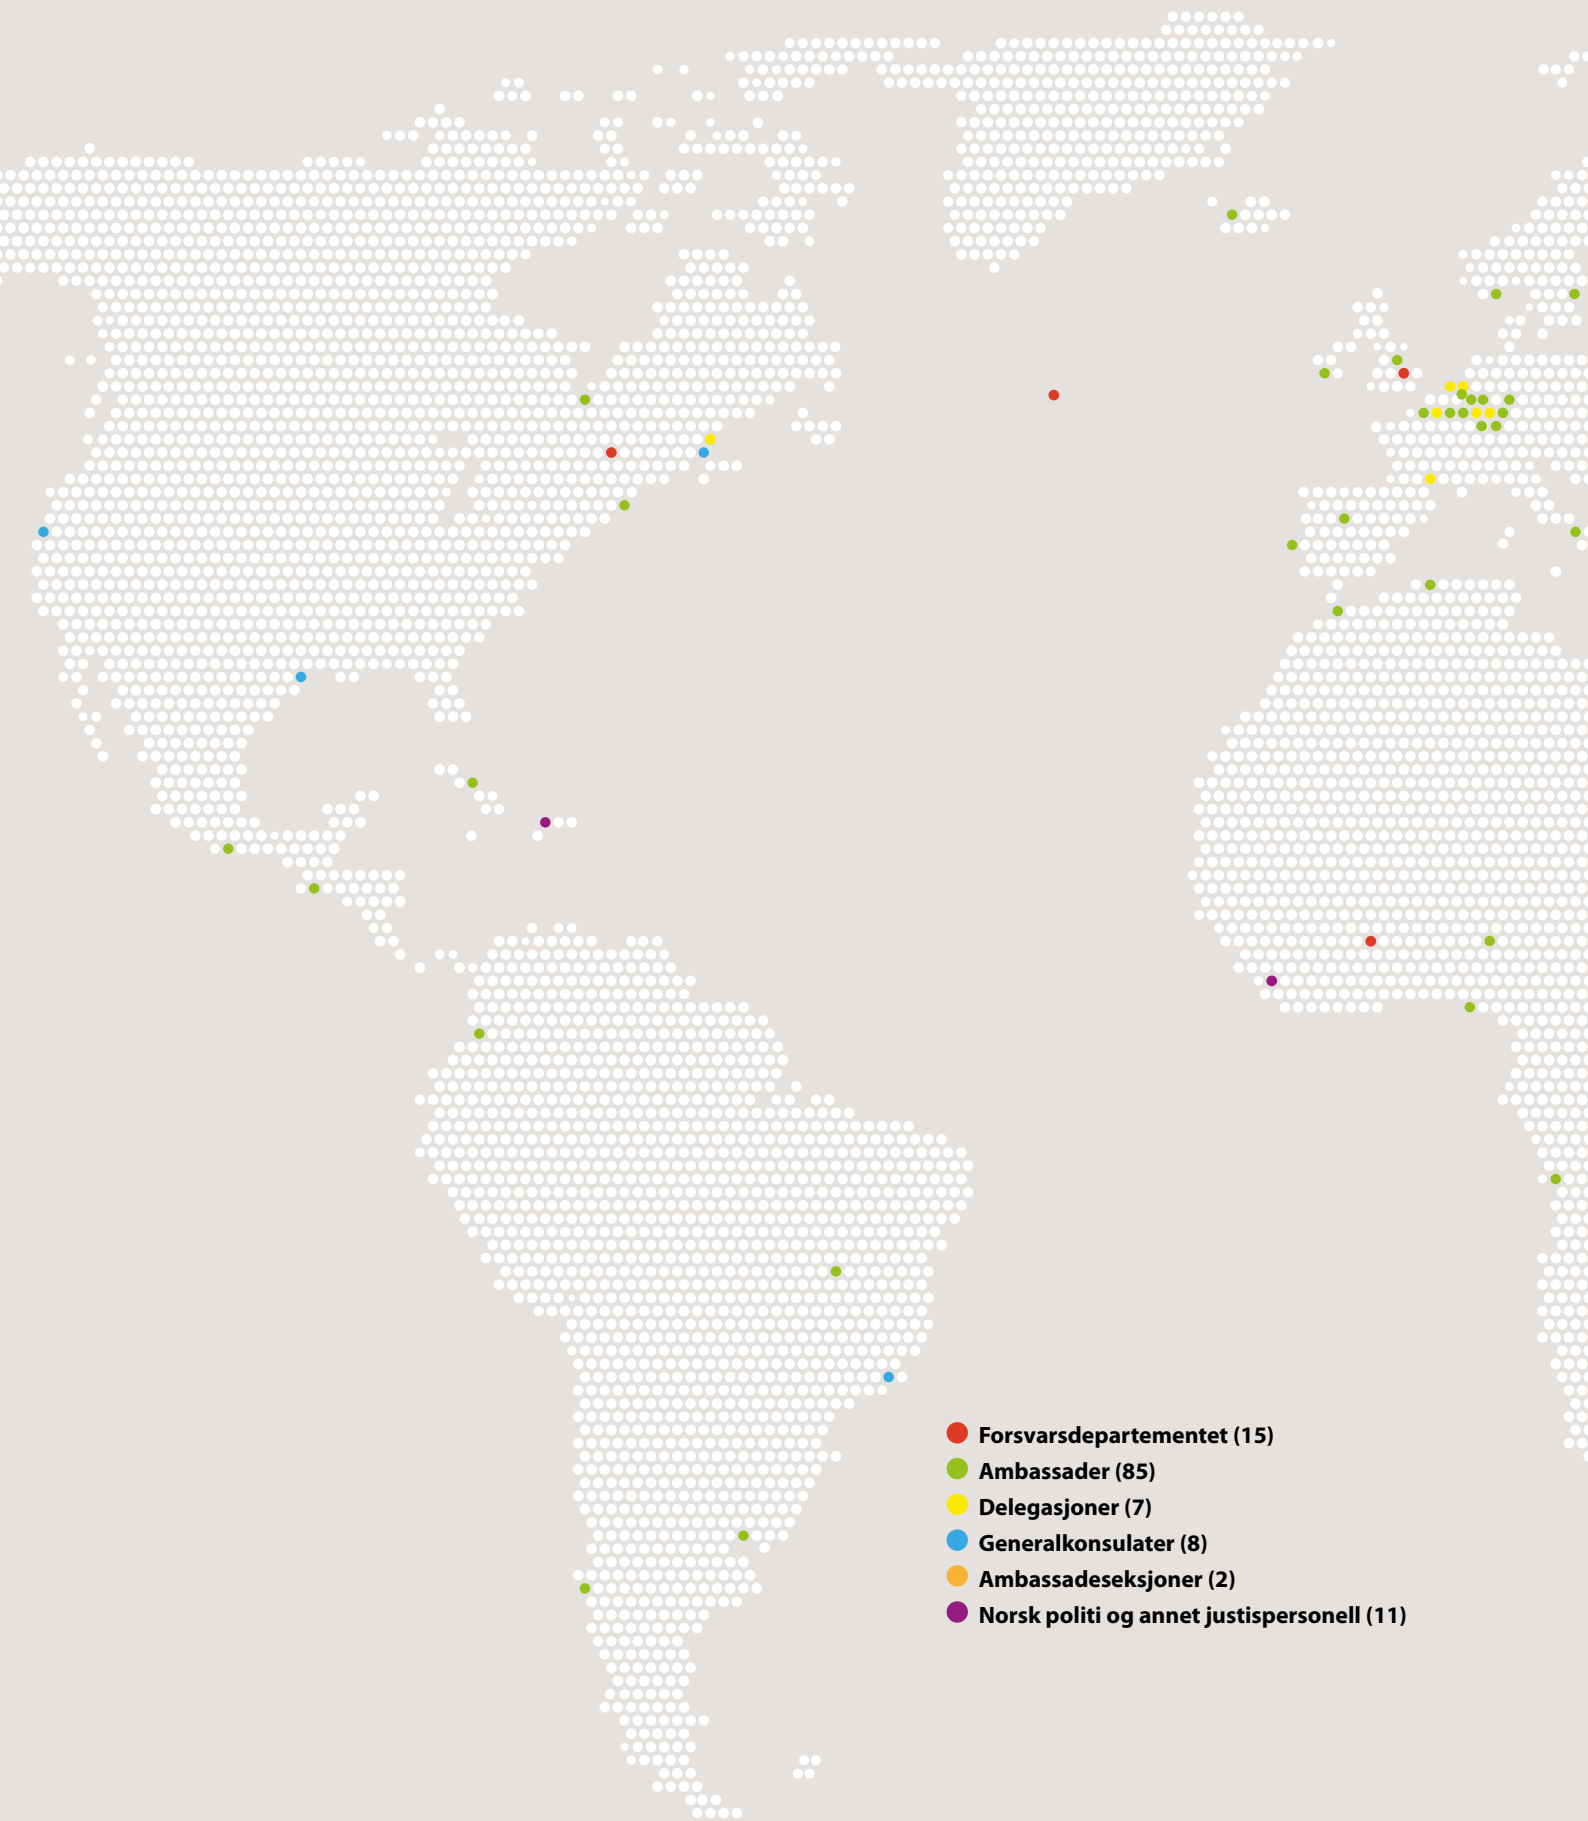 Forsvarsdepartementet (15)
Ambassader (85)
Delegasjoner (7)
Generalkonsulater (8)
Ambassadeseksjoner (2)
Norsk politi og annet justispersonell (11)